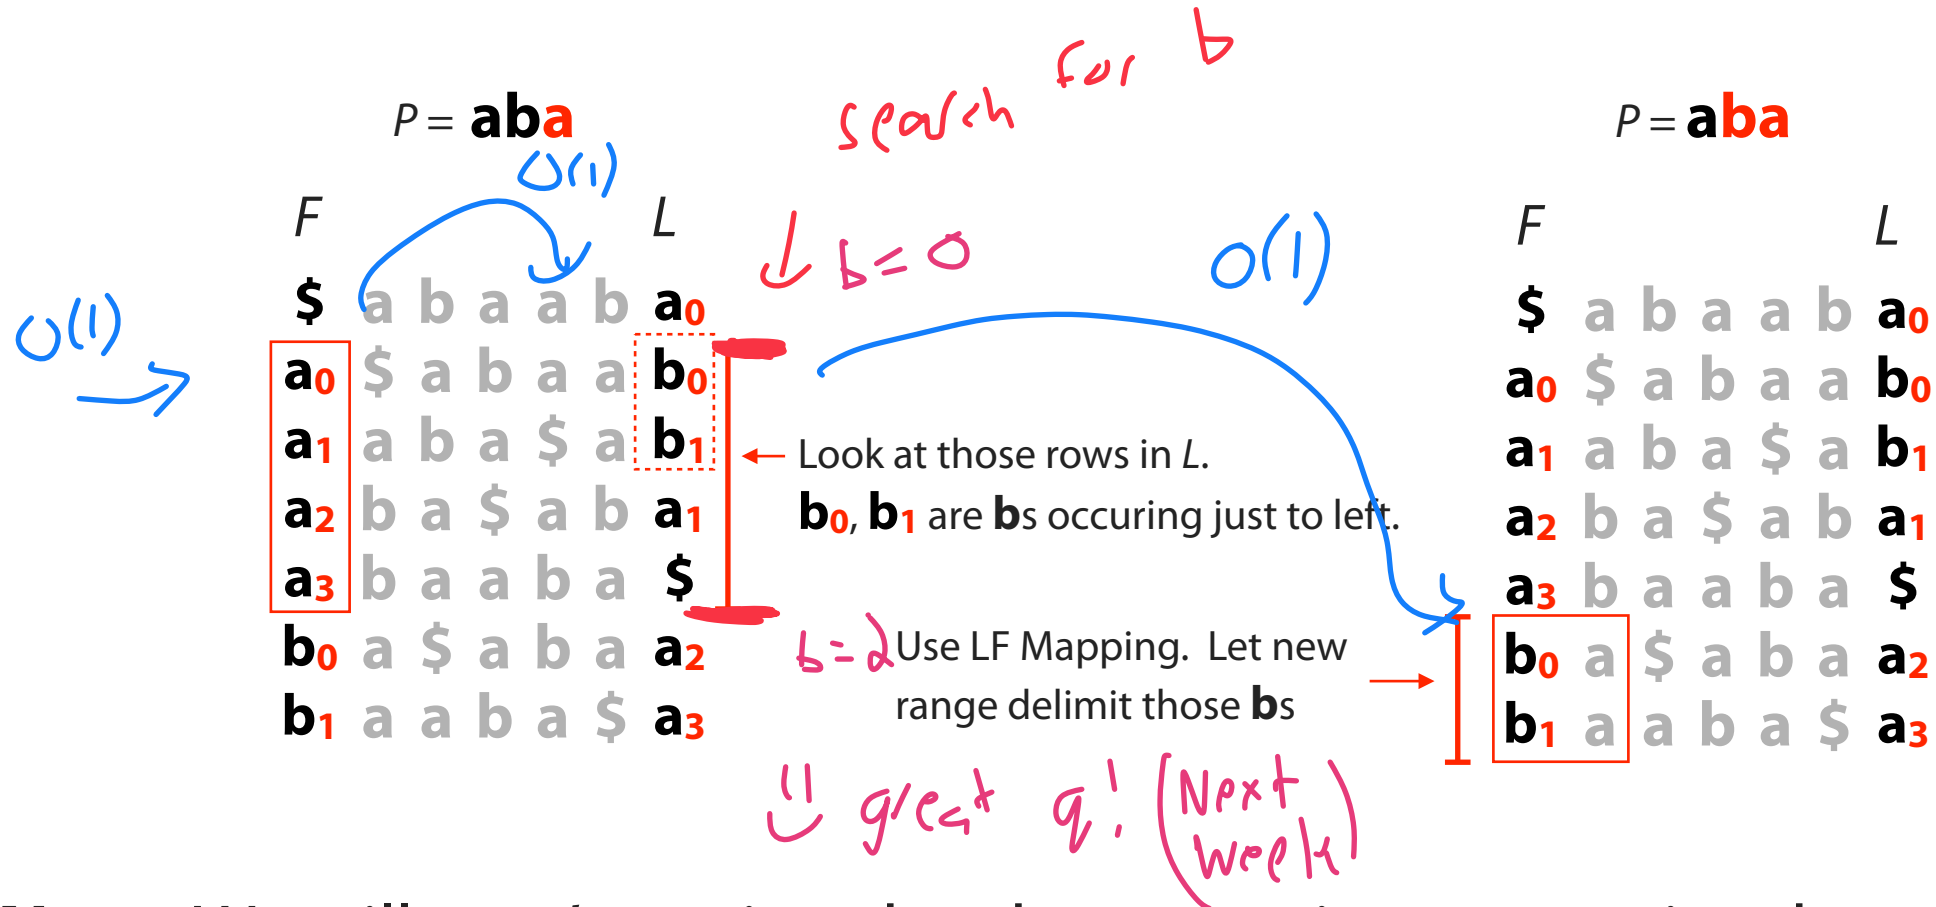 search for b
P = aba
P = aba
O(1)
F L
b = 0
O(1)
F L
O(1)
$ a b a a b a0
a0 $ a b a a b0
a1 a b a $ a b1
a2 b a $ a b a1
a3 b a a b a $
b0 a $ a b a a2
b1 a a b a $ a3
Look at those rows in L.
b0, b1 are bs occuring just to left.
b = 2
Use LF Mapping. Let new
range delimit those bs
$ a b a a b a0
a0 $ a b a a b0
a1 a b a $ a b1
a2 b a $ a b a1
a3 b a a b a $
b0 a $ a b a a2
b1 a a b a $ a3
great q! (Next
week)